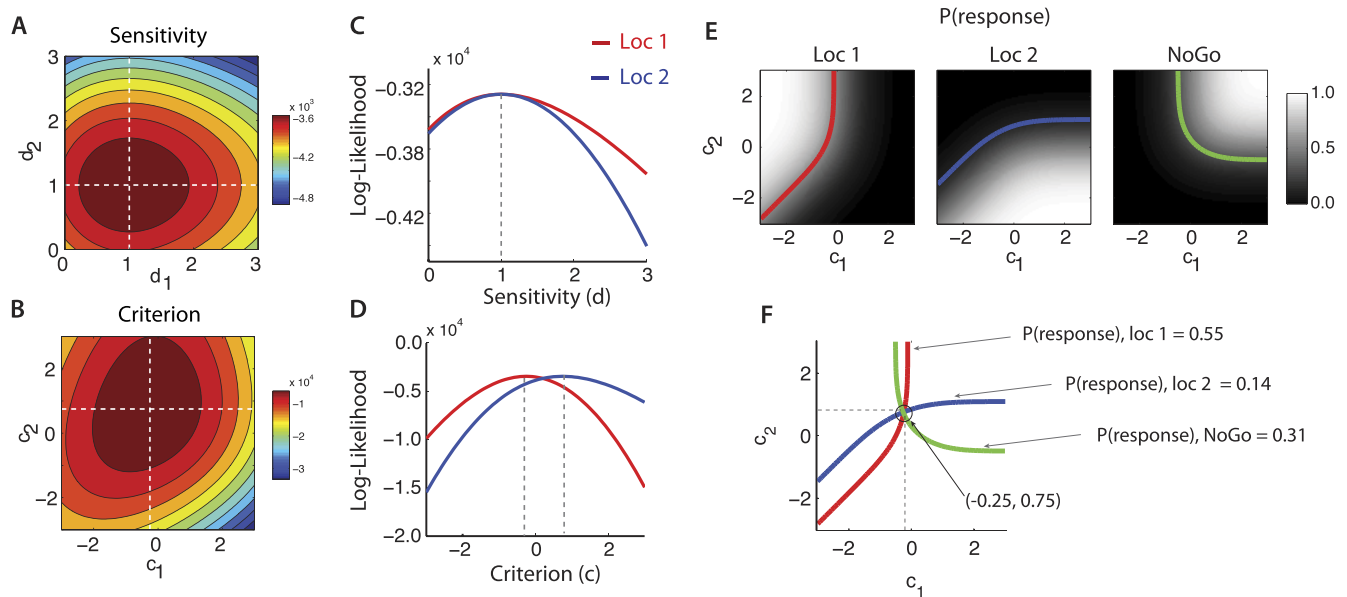 A
Sensitivity
3
2
1
0
d2
0
1
2
3
d1
x 10^3
−3.6
−4.2
−4.8
B
Criterion
2
0
−2
c2
−2
0
2
c1
x 10^4
−1
−2
−3
C
x 10^4
Loc 1
Loc 2
−0.32
−0.38
−0.42
Log-Likelihood
0
1
2
3
Sensitivity (d)
D
x 10^4
0.0
−0.5
−1.0
−1.5
−2.0
Log-Likelihood
−2
0
2
Criterion (c)
E
P(response)
Loc 1
Loc 2
NoGo
2
0
−2
c2
−2
0
2
c1
−2
0
2
c1
−2
0
2
c1
1.0
0.5
0.0
F
P(response), loc 1 = 0.55
P(response), loc 2 = 0.14
P(response), NoGo = 0.31
(-0.25, 0.75)
2
0
−2
c2
−2
0
2
c1